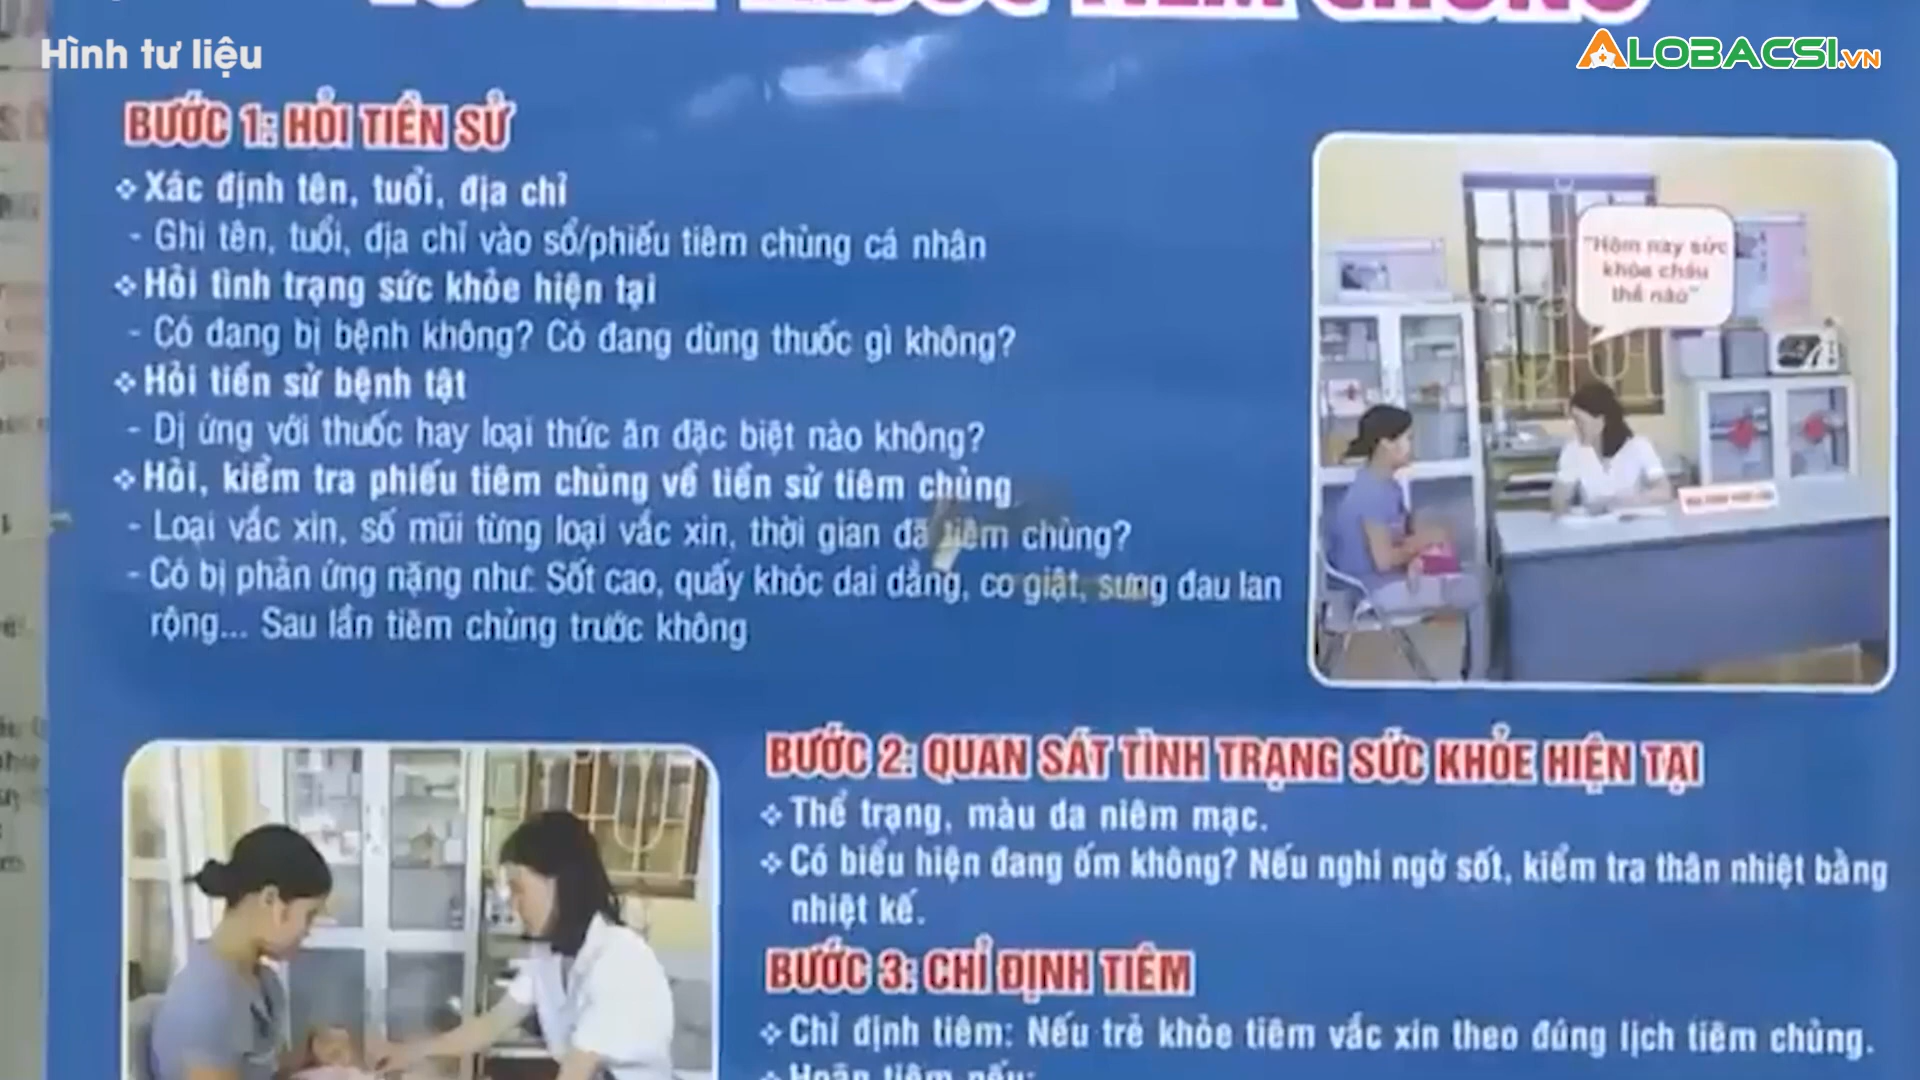 TIÊM CHỦNG
Hình tư liệu
ALOBACSI.VN
BƯỚC 1: HỎI TIỀN SỬ
❖ Xác định tên, tuổi, địa chỉ
- Ghi tên, tuổi, địa chỉ vào sổ/phiếu tiêm chủng cá nhân
❖ Hỏi tình trạng sức khỏe hiện tại
- Có đang bị bệnh không? Có đang dùng thuốc gì không?
❖ Hỏi tiền sử bệnh tật
- Dị ứng với thuốc hay loại thức ăn đặc biệt nào không?
❖ Hỏi, kiểm tra phiếu tiêm chủng về tiền sử tiêm chủng
- Loại vắc xin, số mũi từng loại vắc xin, thời gian đã tiêm chủng?
- Có bị phản ứng nặng như: Sốt cao, quấy khóc dai dẳng, co giật, sưng đau lan
rộng... Sau lần tiêm chủng trước không
"Hôm nay sức
khỏe cháu
thế nào"
BƯỚC 2: QUAN SÁT TÌNH TRẠNG SỨC KHỎE HIỆN TẠI
❖ Thể trạng, màu da niêm mạc.
❖ Có biểu hiện đang ốm không? Nếu nghi ngờ sốt, kiểm tra thân nhiệt bằng
nhiệt kế.
BƯỚC 3: CHỈ ĐỊNH TIÊM
❖ Chỉ định tiêm: Nếu trẻ khỏe tiêm vắc xin theo đúng lịch tiêm chủng.
❖ Hoãn tiêm nếu: